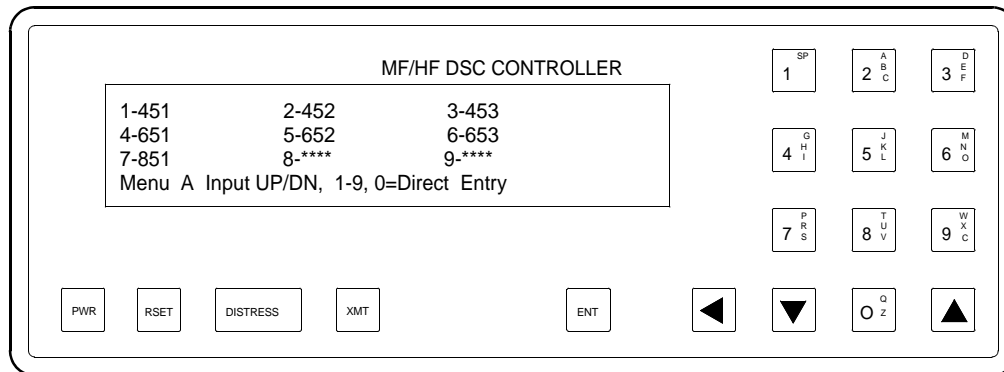 MF/HF DSC CONTROLLER
1-451 2-452 3-453
4-651 5-652 6-653
7-851 8-**** 9-****
Menu A Input UP/DN, 1-9, 0=Direct Entry
1 SP
2 A B C
3 D E F
4 G H I
5 J K L
6 M N O
7 P R S
8 T U V
9 W X C
PWR RSET DISTRESS XMT ENT
O Q Z